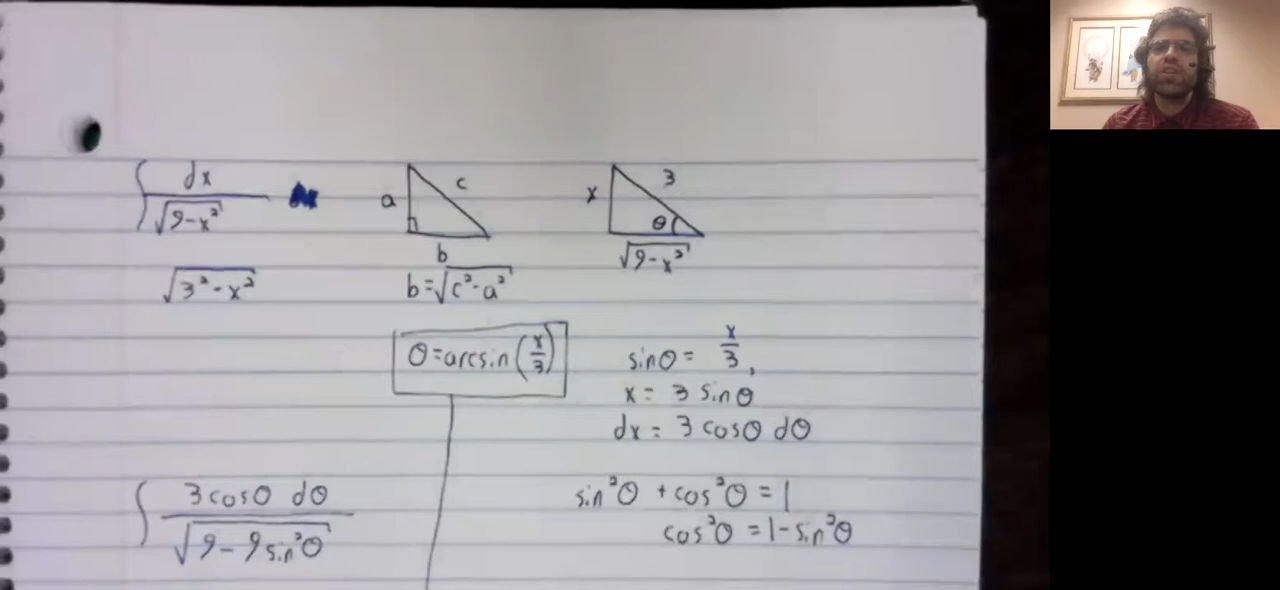 ∫ dx / √(9-x²)
a c b
x 3 θ √(9-x²)
√(3²-x²)
b=√(c²-a²)
θ=arcsin(x/3)
sinθ = x/3,
x = 3 sinθ
dx = 3 cosθ dθ
∫ 3cosθ dθ / √(9-9sin²θ)
sin²θ + cos²θ = 1
cos²θ = 1-sin²θ